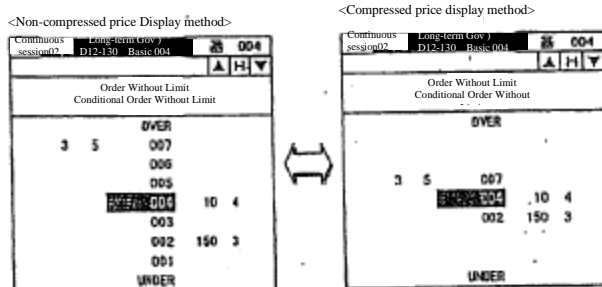 <Non-compressed price Display method>
<Compressed price display method>
Continuous session02 Long-term Gov ) D12-130 Basic 004 004
▲ H ▼
Order Without Limit
Conditional Order Without Limit
OVER
3 5 007
006
005
004 10 4
003
002 150 3
001
UNDER
Continuous session02 Long-term Gov ) D12-130 Basic 004 004
▲ H ▼
Order Without Limit
Conditional Order Without
OVER
3 5 007
004 10 4
002 150 3
UNDER